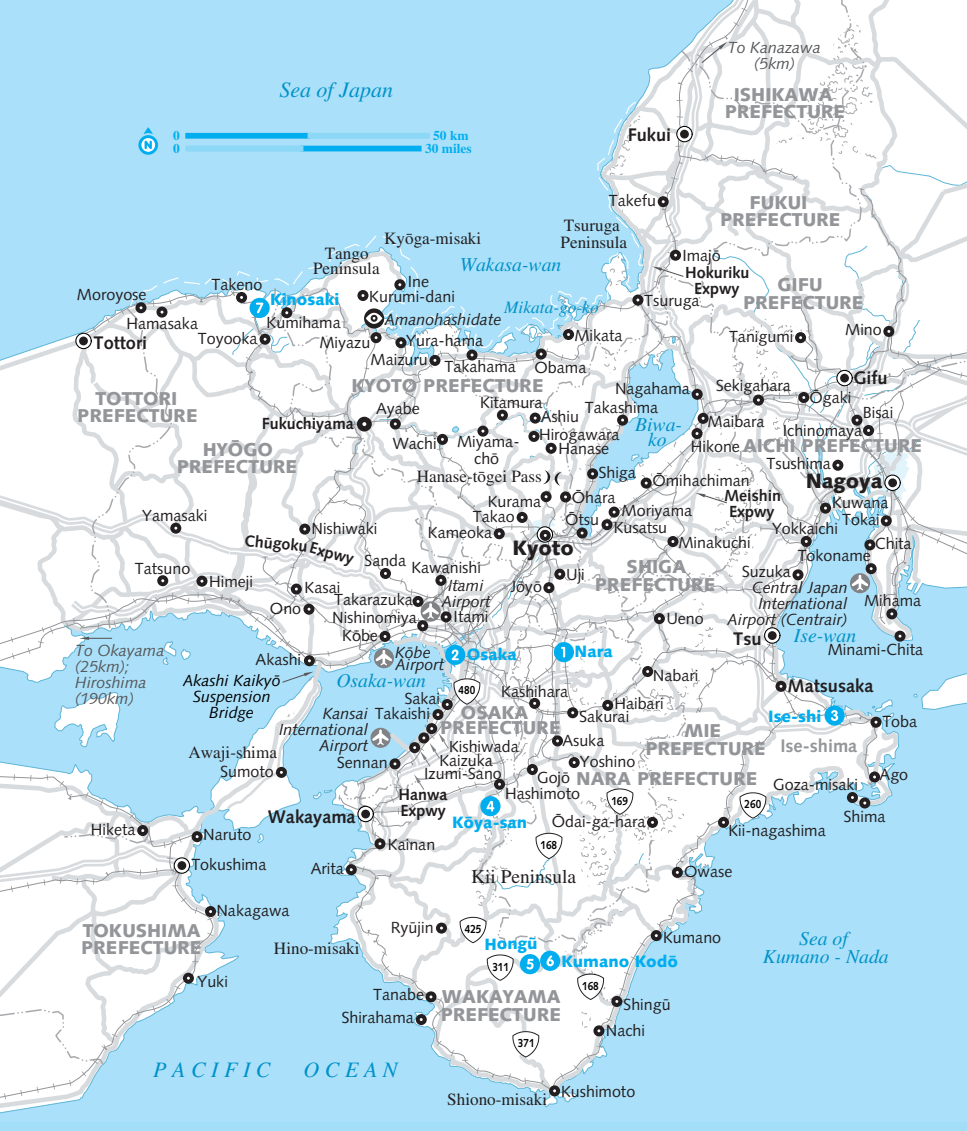 To Kanazawa
(5km)
ISHIKAWA
PREFECTURE
Sea of Japan
N
0
50 km
0
30 miles
Fukui
Takefu
FUKUI
PREFECTURE
Tsuruga
Peninsula
Kyōga-misaki
Tango
Peninsula
Wakasa-wan
Imajō
Hokuriku
Expwy
GIFU
PREFECTURE
Takeno
Ine
Moroyose
7
Kinosaki
Kurumi-dani
Mikata-go-ko
Tsuruga
Hamasaka
Kumihama
Amanohashidate
Tottori
Toyooka
Miyazu
Yura-hama
Mikata
Tanigumi
Mino
Maizuru
Takahama
Obama
Gifu
KYOTO PREFECTURE
Nagahama
Sekigahara
Ōgaki
TOTTORI
PREFECTURE
Kitamura
Ashiu
Takashima
Bisai
Fukuchiyama
Ayabe
Maibara
Ichinomaya
Wachi
Miyama-
chō
Hirogawara
Biwa-
ko
Hikone
AICHI PREFECTURE
HYŌGO
PREFECTURE
Hanase
Tsushima
Hanase-tōgei Pass
Shiga
Ōmihachiman
Nagoya
Kurama
Ōhara
Meishin
Expwy
Kuwana
Yamasaki
Nishiwaki
Takao
Ōtsu
Moriyama
Tokai
Chūgoku Expwy
Kameoka
Kusatsu
Kyoto
Minakuchi
Yokkaichi
Chita
Tokoname
Sanda
Kawanishi
Uji
SHIGA
PREFECTURE
Suzuka
Tatsuno
Himeji
Kasai
Itami
Airport
Jōyō
Central Japan
International
Airport (Centrair)
Ono
Takarazuka
Mihama
Nishinomiya
Itami
Ueno
Kōbe
Tsu
Ise-wan
Minami-Chita
To Okayama
(25km);
Hiroshima
(190km)
Akashi
Kōbe
Airport
2
Osaka
1
Nara
Akashi Kaikyō
Suspension
Bridge
Osaka-wan
Nabari
Matsusaka
480
Kashihara
Sakai
Haibari
Kansai
International
Airport
Takaishi
OSAKA
PREFECTURE
Sakurai
Ise-shi
3
Toba
MIE
PREFECTURE
Ise-shima
Awaji-shima
Kishiwada
Asuka
Sumoto
Sennan
Kaizuka
Izumi-Sano
Yoshino
Gojō
NARA PREFECTURE
Ago
Hashimoto
Goza-misaki
Hanwa
Expwy
4
Kōya-san
169
260
Shima
Wakayama
Ōdai-ga-hara
Kii-nagashima
Hiketa
Naruto
Kainan
168
Tokushima
Arita
Kii Peninsula
Owase
Nakagawa
TOKUSHIMA
PREFECTURE
Ryūjin
425
Hino-misaki
Hōngū
Kumano
Sea of
Kumano - Nada
311
5
6
Kumano Kodō
Yuki
168
Tanabe
WAKAYAMA
PREFECTURE
Shingū
Shirahama
371
Nachi
PACIFIC OCEAN
Shiono-misaki
Kushimoto